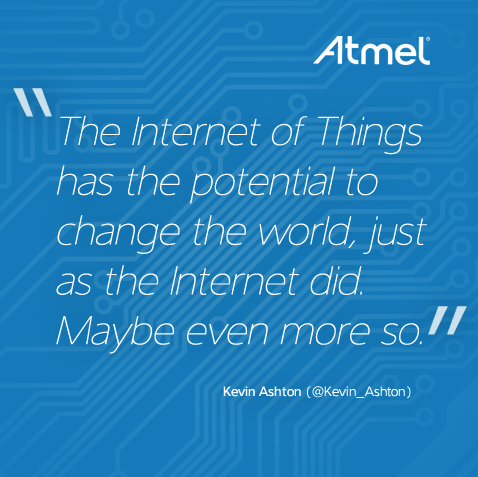 Atmel®
"The Internet of Things
has the potential to
change the world, just
as the Internet did.
Maybe even more so."
Kevin Ashton (@Kevin_Ashton)